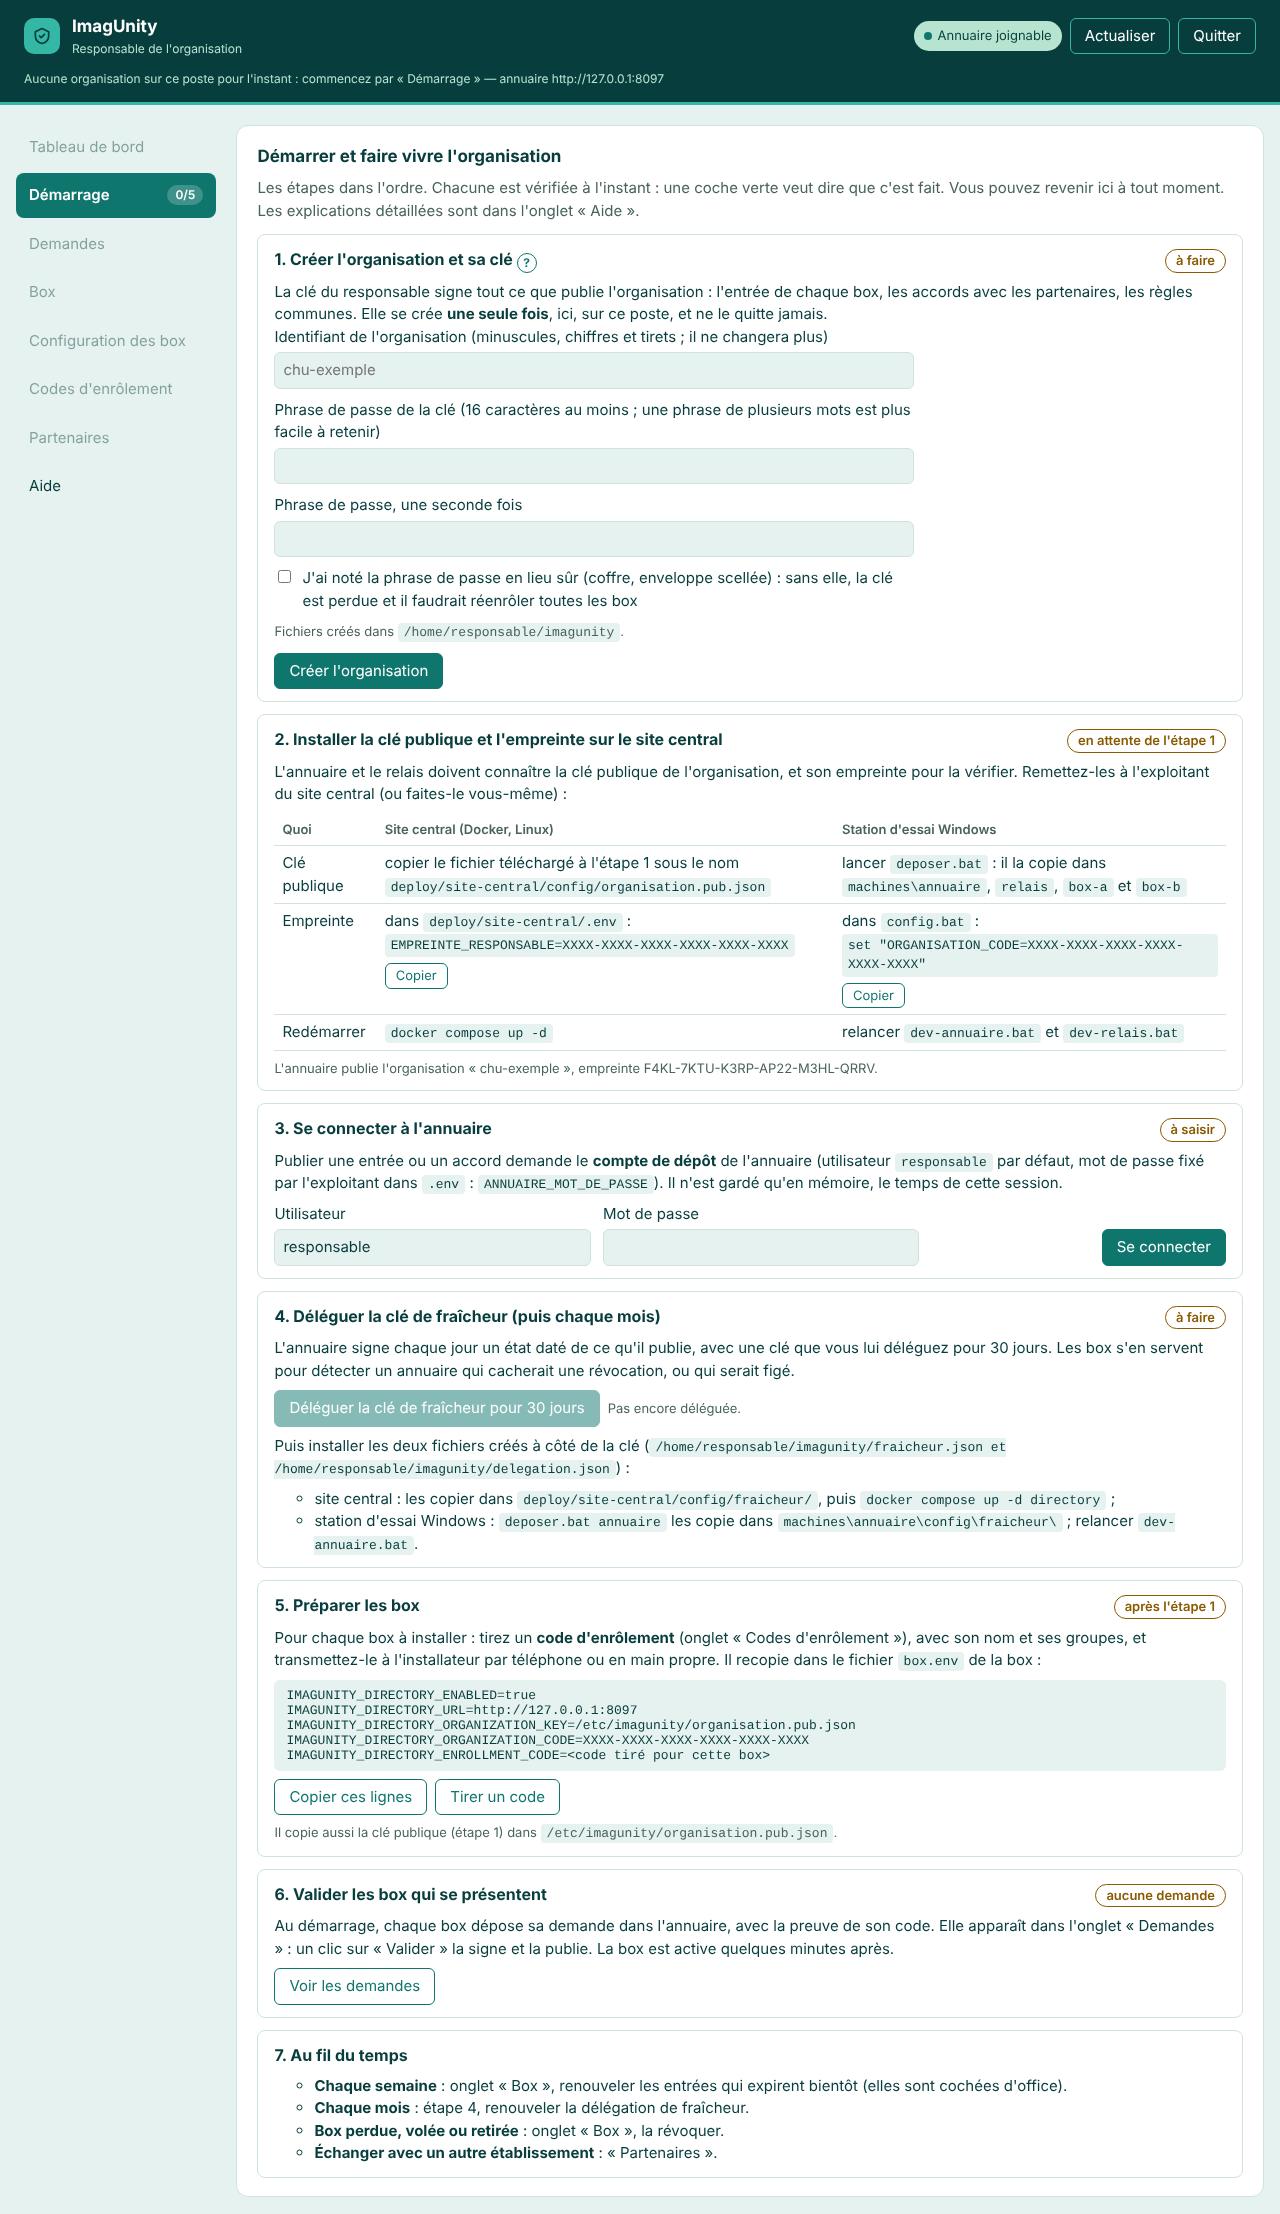 ImagUnity
Responsable de l'organisation
Annuaire joignable
Actualiser
Quitter
Aucune organisation sur ce poste pour l'instant : commencez par « Démarrage » — annuaire http://127.0.0.1:8097
Tableau de bord
Démarrage 0/5
Demandes
Box
Configuration des box
Codes d'enrôlement
Partenaires
Aide
Démarrer et faire vivre l'organisation
Les étapes dans l'ordre. Chacune est vérifiée à l'instant : une coche verte veut dire que c'est fait. Vous pouvez revenir ici à tout moment.
Les explications détaillées sont dans l'onglet « Aide ».
1. Créer l'organisation et sa clé ?
à faire
La clé du responsable signe tout ce que publie l'organisation : l'entrée de chaque box, les accords avec les partenaires, les règles
communes. Elle se crée une seule fois, ici, sur ce poste, et ne le quitte jamais.
Identifiant de l'organisation (minuscules, chiffres et tirets ; il ne changera plus)
chu-exemple
Phrase de passe de la clé (16 caractères au moins ; une phrase de plusieurs mots est plus
facile à retenir)
Phrase de passe, une seconde fois
J'ai noté la phrase de passe en lieu sûr (coffre, enveloppe scellée) : sans elle, la clé
est perdue et il faudrait réenrôler toutes les box
Fichiers créés dans /home/responsable/imagunity.
Créer l'organisation
2. Installer la clé publique et l'empreinte sur le site central
en attente de l'étape 1
L'annuaire et le relais doivent connaître la clé publique de l'organisation, et son empreinte pour la vérifier. Remettez-les à l'exploitant
du site central (ou faites-le vous-même) :
Quoi
Site central (Docker, Linux)
Station d'essai Windows
Clé
publique
copier le fichier téléchargé à l'étape 1 sous le nom
deploy/site-central/config/organisation.pub.json
lancer deposer.bat : il la copie dans
machines\annuaire, relais, box-a et box-b
Empreinte
dans deploy/site-central/.env :
EMPREINTE_RESPONSABLE=XXXX-XXXX-XXXX-XXXX-XXXX-XXXX
Copier
dans config.bat :
set "ORGANISATION_CODE=XXXX-XXXX-XXXX-XXXX-
XXXX-XXXX"
Copier
Redémarrer
docker compose up -d
relancer dev-annuaire.bat et dev-relais.bat
L'annuaire publie l'organisation « chu-exemple », empreinte F4KL-7KTU-K3RP-AP22-M3HL-QRRV.
3. Se connecter à l'annuaire
à saisir
Publier une entrée ou un accord demande le compte de dépôt de l'annuaire (utilisateur responsable par défaut, mot de passe fixé
par l'exploitant dans .env : ANNUAIRE_MOT_DE_PASSE). Il n'est gardé qu'en mémoire, le temps de cette session.
Utilisateur
Mot de passe
responsable
Se connecter
4. Déléguer la clé de fraîcheur (puis chaque mois)
à faire
L'annuaire signe chaque jour un état daté de ce qu'il publie, avec une clé que vous lui déléguez pour 30 jours. Les box s'en servent
pour détecter un annuaire qui cacherait une révocation, ou qui serait figé.
Déléguer la clé de fraîcheur pour 30 jours
Pas encore déléguée.
Puis installer les deux fichiers créés à côté de la clé (/home/responsable/imagunity/fraicheur.json et
/home/responsable/imagunity/delegation.json) :
site central : les copier dans deploy/site-central/config/fraicheur/, puis docker compose up -d directory ;
station d'essai Windows : deposer.bat annuaire les copie dans machines\annuaire\config\fraicheur\ ; relancer dev-
annuaire.bat.
5. Préparer les box
après l'étape 1
Pour chaque box à installer : tirez un code d'enrôlement (onglet « Codes d'enrôlement »), avec son nom et ses groupes, et
transmettez-le à l'installateur par téléphone ou en main propre. Il recopie dans le fichier box.env de la box :
IMAGUNITY_DIRECTORY_ENABLED=true
IMAGUNITY_DIRECTORY_URL=http://127.0.0.1:8097
IMAGUNITY_DIRECTORY_ORGANIZATION_KEY=/etc/imagunity/organisation.pub.json
IMAGUNITY_DIRECTORY_ORGANIZATION_CODE=XXXX-XXXX-XXXX-XXXX-XXXX-XXXX
IMAGUNITY_DIRECTORY_ENROLLMENT_CODE=<code tiré pour cette box>
Copier ces lignes
Tirer un code
Il copie aussi la clé publique (étape 1) dans /etc/imagunity/organisation.pub.json.
6. Valider les box qui se présentent
aucune demande
Au démarrage, chaque box dépose sa demande dans l'annuaire, avec la preuve de son code. Elle apparaît dans l'onglet « Demandes
» : un clic sur « Valider » la signe et la publie. La box est active quelques minutes après.
Voir les demandes
7. Au fil du temps
Chaque semaine : onglet « Box », renouveler les entrées qui expirent bientôt (elles sont cochées d'office).
Chaque mois : étape 4, renouveler la délégation de fraîcheur.
Box perdue, volée ou retirée : onglet « Box », la révoquer.
Échanger avec un autre établissement : « Partenaires ».